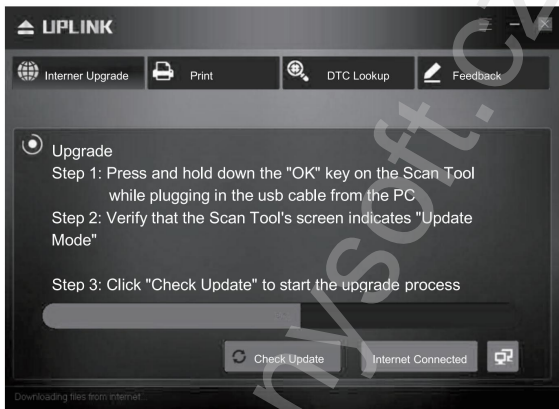 UPLINK
Interner Upgrade
Print
DTC Lookup
Feedback
Upgrade
Step 1: Press and hold down the "OK" key on the Scan Tool
while plugging in the usb cable from the PC
Step 2: Verify that the Scan Tool's screen indicates "Update
Mode"
Step 3: Click "Check Update" to start the upgrade process
Check Update
Internet Connected
Downloading files from internet...